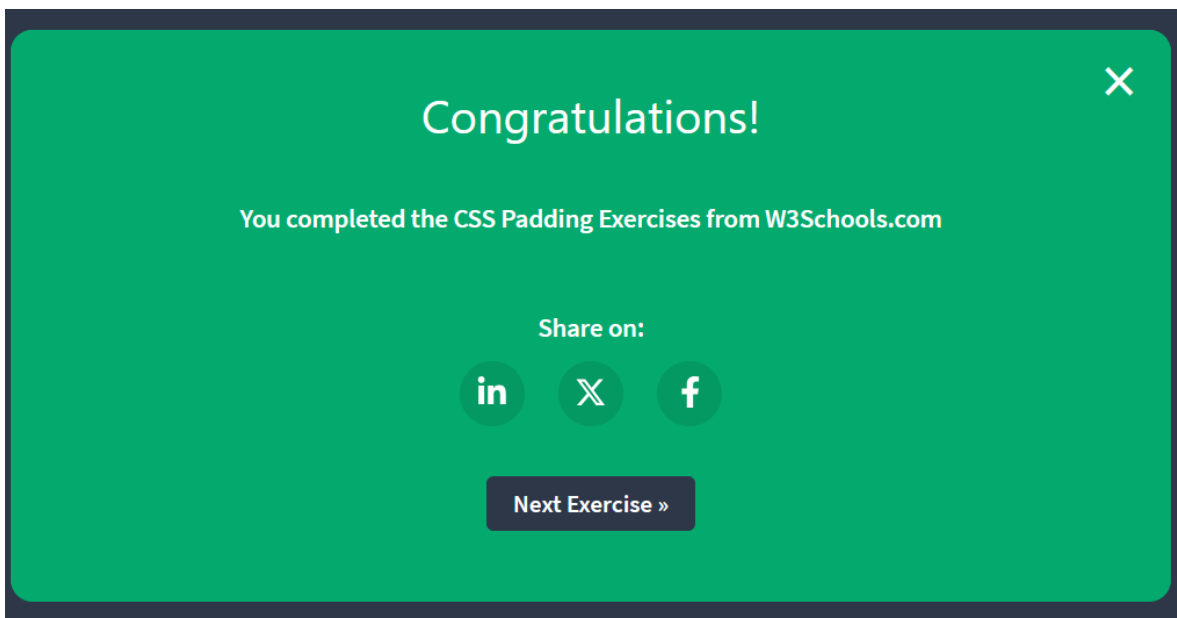 Congratulations!
You completed the CSS Padding Exercises from W3Schools.com
Share on:
in X f
Next Exercise »